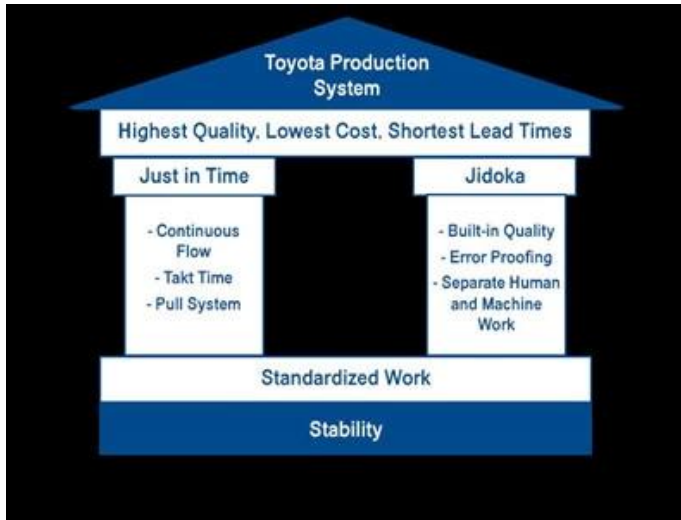 Toyota Production
System
Highest Quality, Lowest Cost, Shortest Lead Times
Just in Time
- Continuous
Flow
- Takt Time
- Pull System
Jidoka
- Built-in Quality
- Error Proofing
- Separate Human
and Machine
Work
Standardized Work
Stability